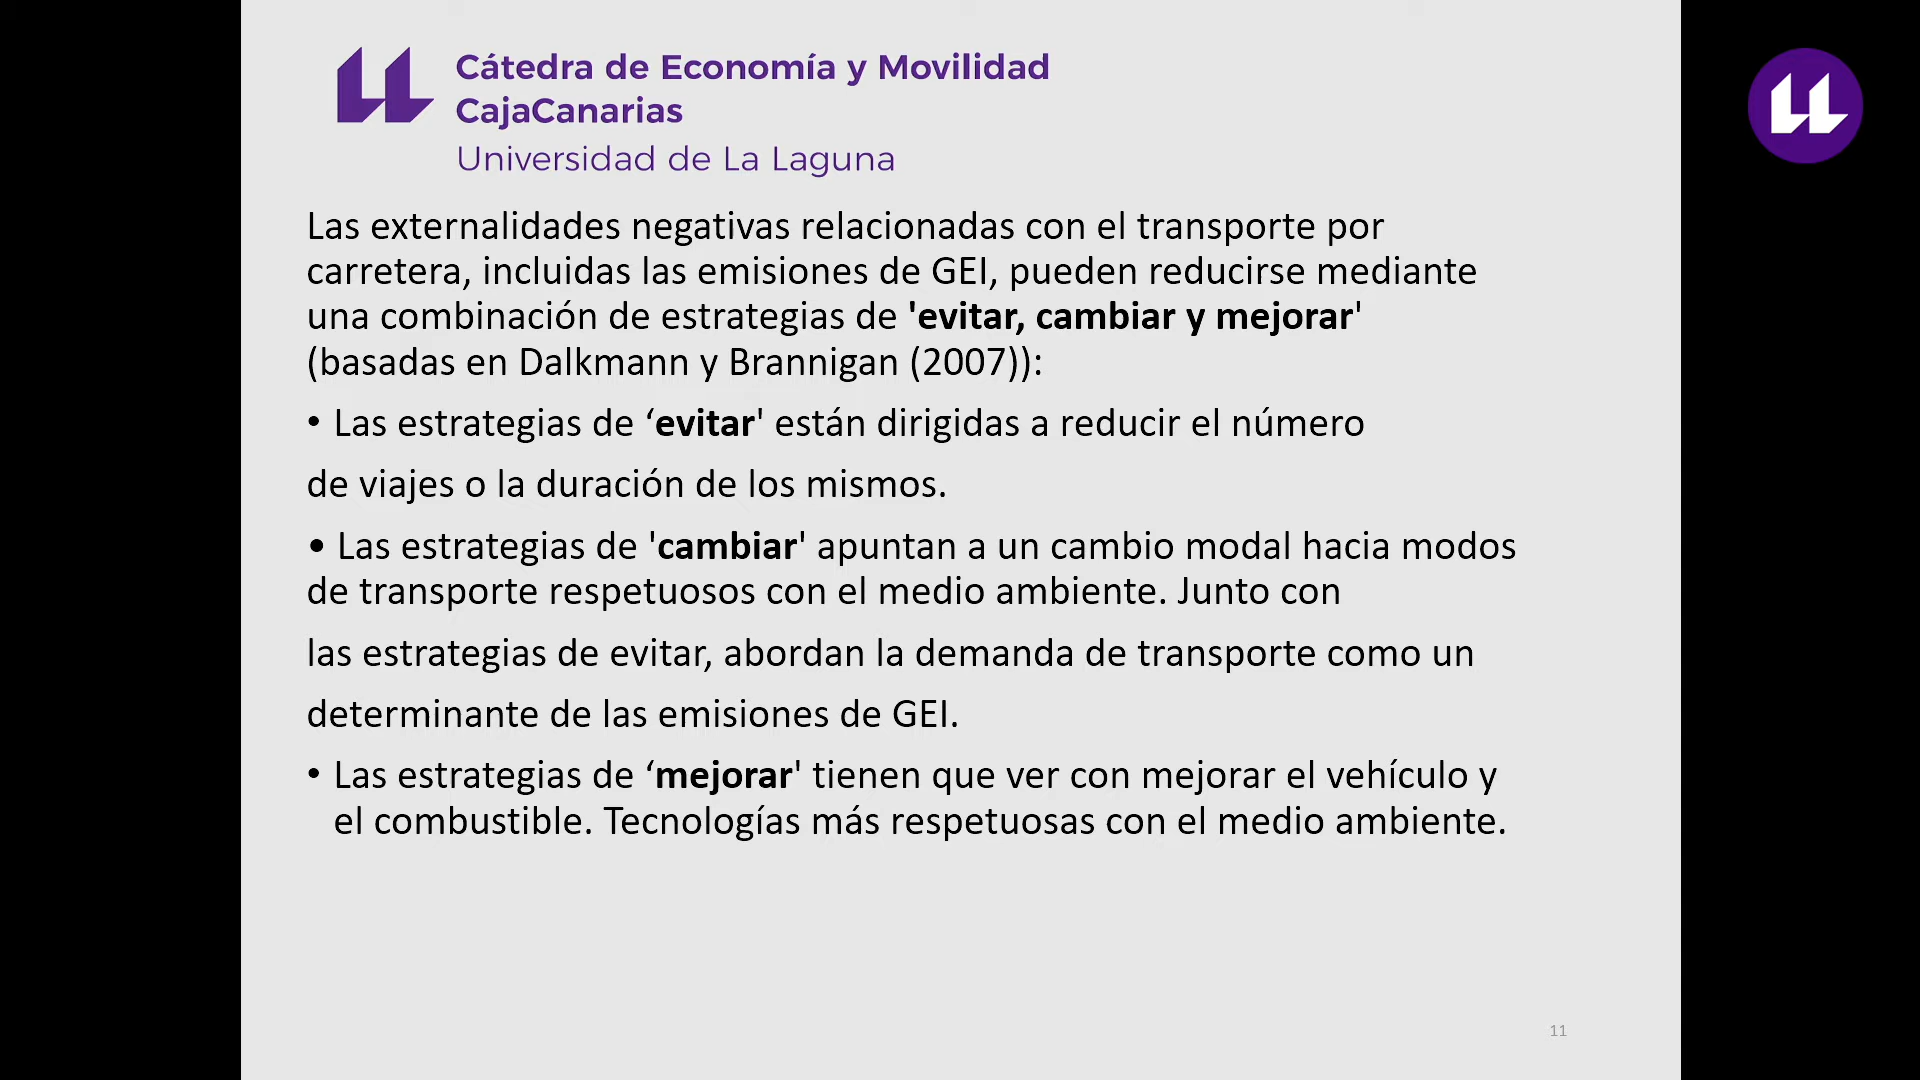 Cátedra de Economía y Movilidad
CajaCanarias
Universidad de La Laguna
Las externalidades negativas relacionadas con el transporte por
carretera, incluidas las emisiones de GEI, pueden reducirse mediante
una combinación de estrategias de 'evitar, cambiar y mejorar'
(basadas en Dalkmann y Brannigan (2007)):
• Las estrategias de ‘evitar' están dirigidas a reducir el número
de viajes o la duración de los mismos.
• Las estrategias de 'cambiar' apuntan a un cambio modal hacia modos
de transporte respetuosos con el medio ambiente. Junto con
las estrategias de evitar, abordan la demanda de transporte como un
determinante de las emisiones de GEI.
• Las estrategias de ‘mejorar' tienen que ver con mejorar el vehículo y
el combustible. Tecnologías más respetuosas con el medio ambiente.
11